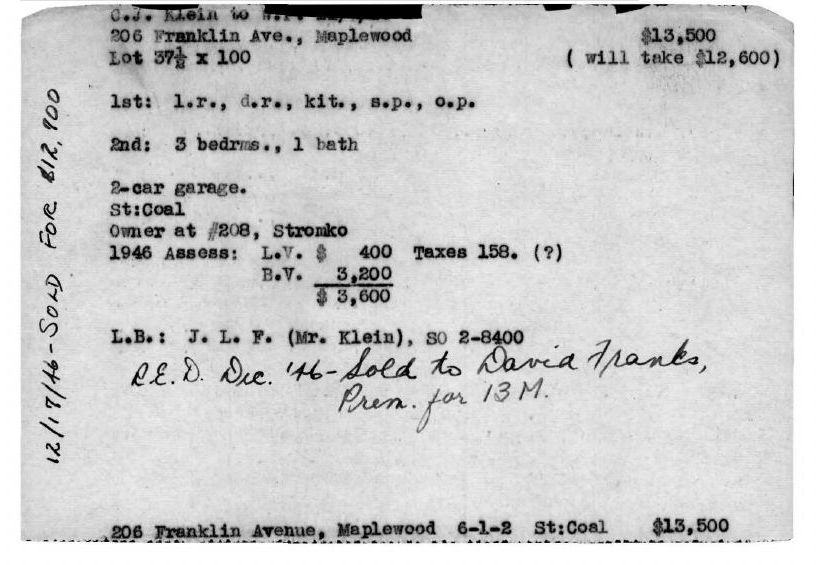 C.J. Klein to
206 Franklin Ave., Maplewood $13,500
Lot 37½ x 100 ( will take $12,600)
1st: l.r., d.r., kit., s.p., o.p.
2nd: 3 bedrms., 1 bath
2-car garage.
St:Coal
Owner at #208, Stromko
1946 Assess: L.V. $ 400 Taxes 158. (?)
B.V. 3,200
$ 3,600
L.B.: J. L. F. (Mr. Klein), SO 2-8400
R.E.D. Dec. '46 - Sold to David Franks,
Prem. for 13 M.
206 Franklin Avenue, Maplewood 6-1-2 St:Coal $13,500
12/17/46 - SOLD FOR $12,900